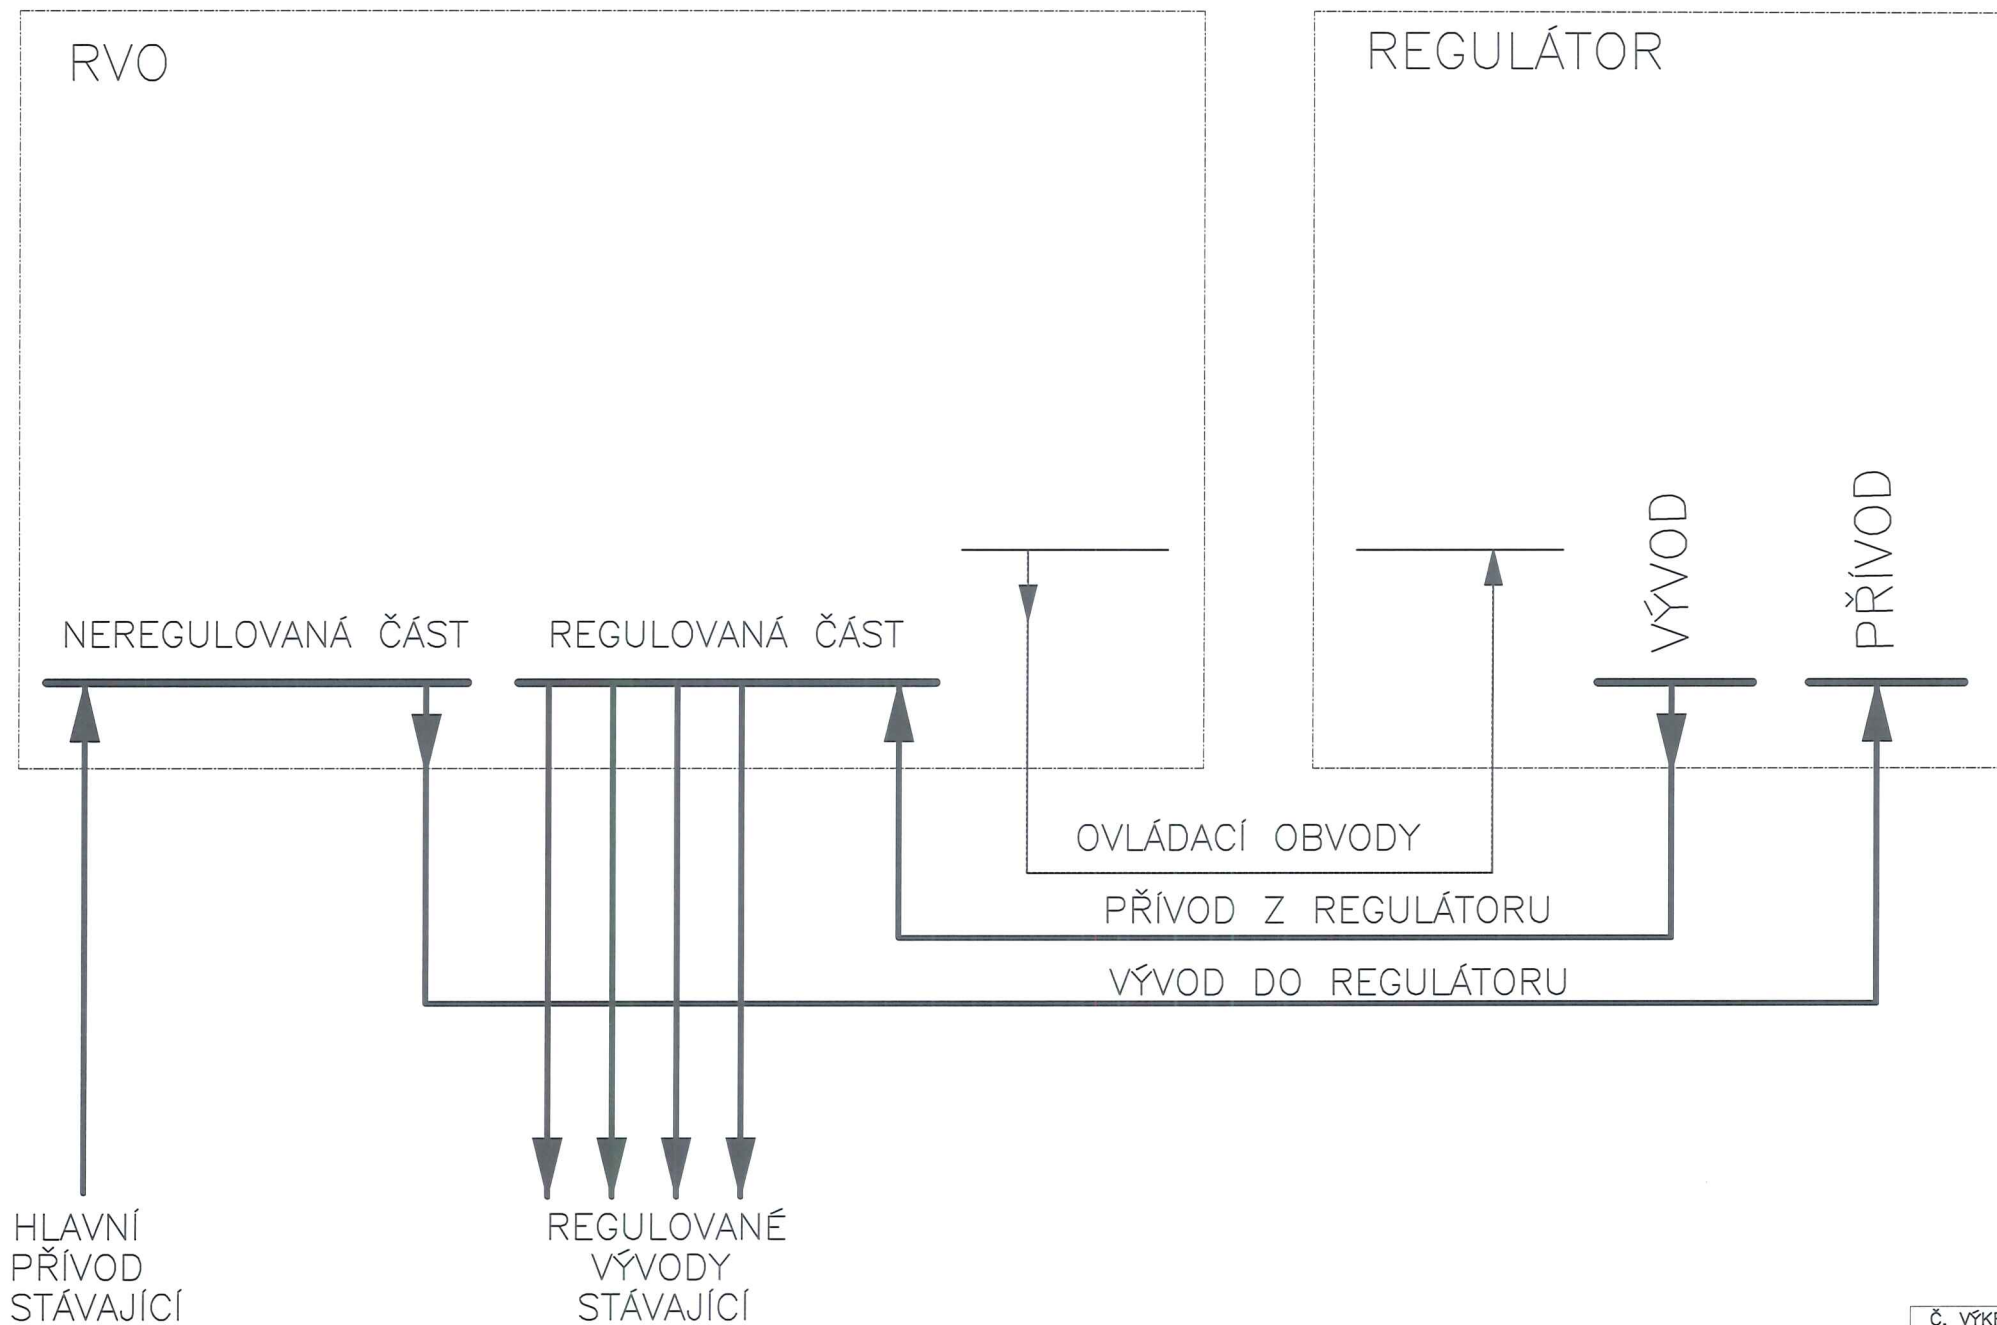 RVO
REGULÁTOR
VÝVOD
PŘÍVOD
NEREGULOVANÁ ČÁST
REGULOVANÁ ČÁST
OVLÁDACÍ OBVODY
PŘÍVOD Z REGULÁTORU
VÝVOD DO REGULÁTORU
HLAVNÍ
PŘÍVOD
STÁVAJÍCÍ
REGULOVANÉ
VÝVODY
STÁVAJÍCÍ
Č.